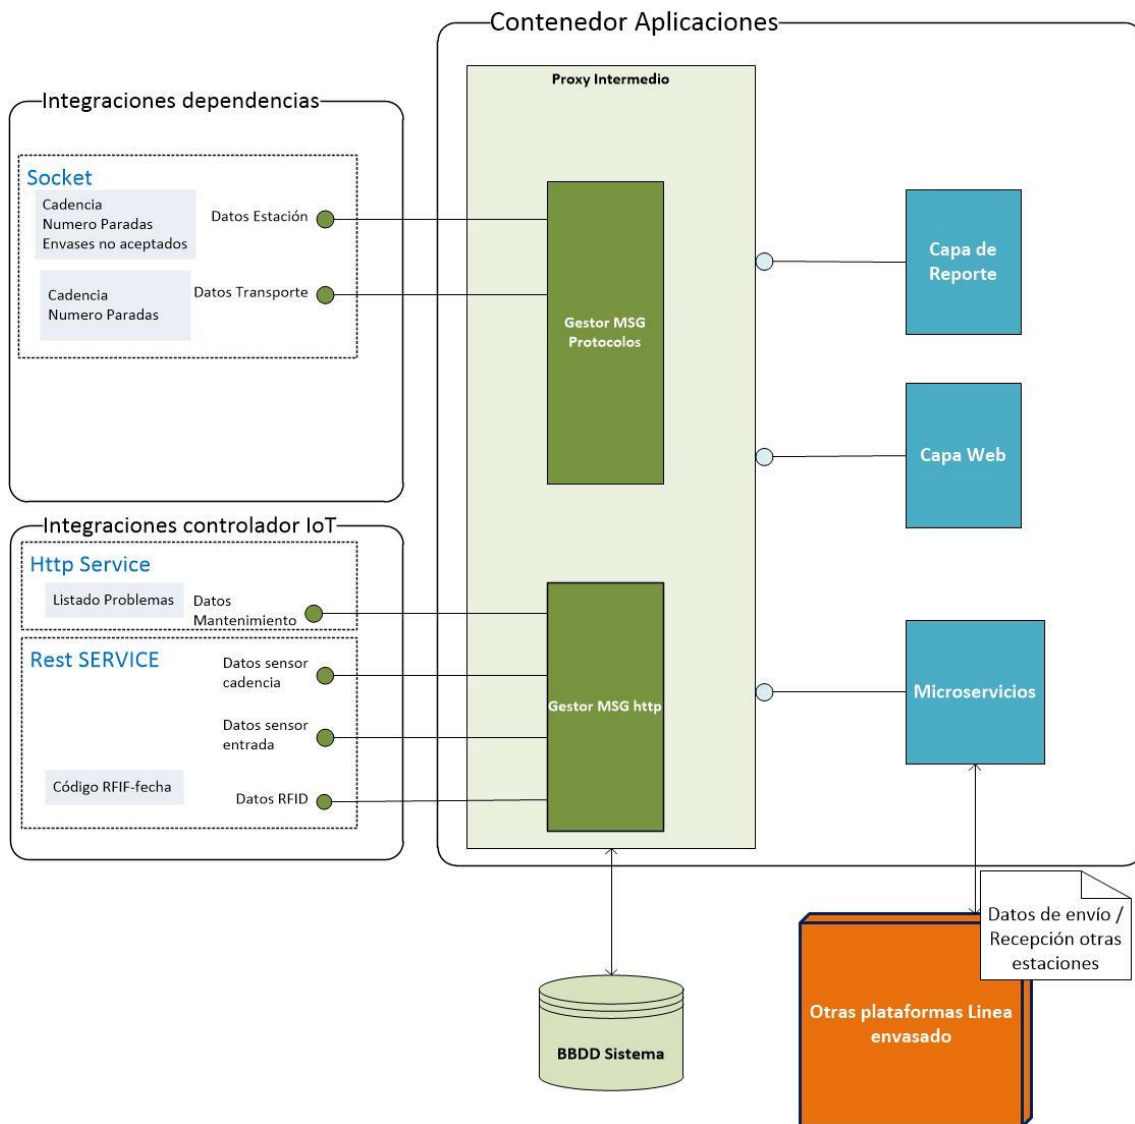 Contenedor Aplicaciones
Proxy Intermedio
Integraciones dependencias
Socket
Cadencia
Numero Paradas
Envases no aceptados
Datos Estación
Cadencia
Numero Paradas
Datos Transporte
Gestor MSG
Protocolos
Capa de
Reporte
Capa Web
Integraciones controlador IoT
Http Service
Listado Problemas
Datos
Mantenimiento
Rest SERVICE
Datos sensor
cadencia
Datos sensor
entrada
Código RFIF-fecha
Datos RFID
Gestor MSG http
Microservicios
Datos de envío /
Recepción otras
estaciones
Otras plataformas Linea
envasado
BBDD Sistema